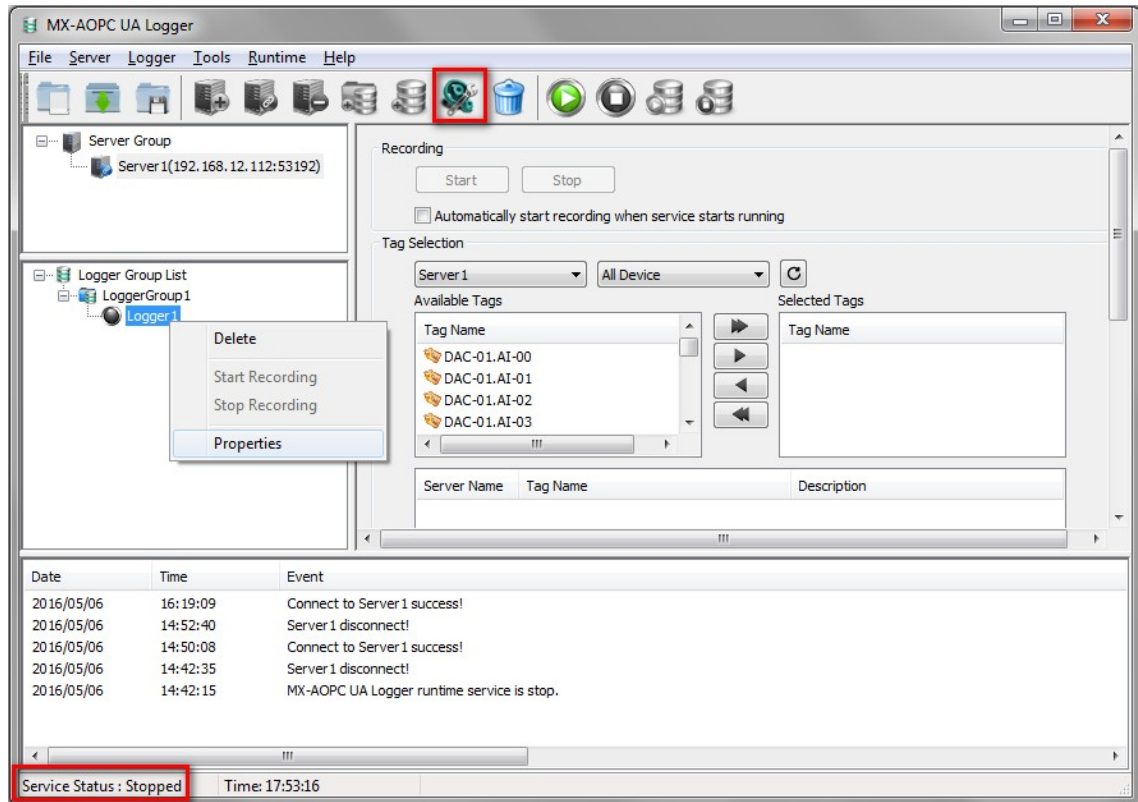 MX-AOPC UA Logger
File Server Logger Tools Runtime Help
Server Group
Server1(192.168.12.112:53192)
Logger Group List
LoggerGroup1
Logger1
Delete
Start Recording
Stop Recording
Properties
Recording
Start Stop
Automatically start recording when service starts running
Tag Selection
Server1 All Device
Available Tags Selected Tags
Tag Name Tag Name
DAC-01.AI-00
DAC-01.AI-01
DAC-01.AI-02
DAC-01.AI-03
Server Name Tag Name Description
Date Time Event
2016/05/06 16:19:09 Connect to Server1 success!
2016/05/06 14:52:40 Server1 disconnect!
2016/05/06 14:50:08 Connect to Server1 success!
2016/05/06 14:42:35 Server1 disconnect!
2016/05/06 14:42:15 MX-AOPC UA Logger runtime service is stop.
Service Status : Stopped Time: 17:53:16